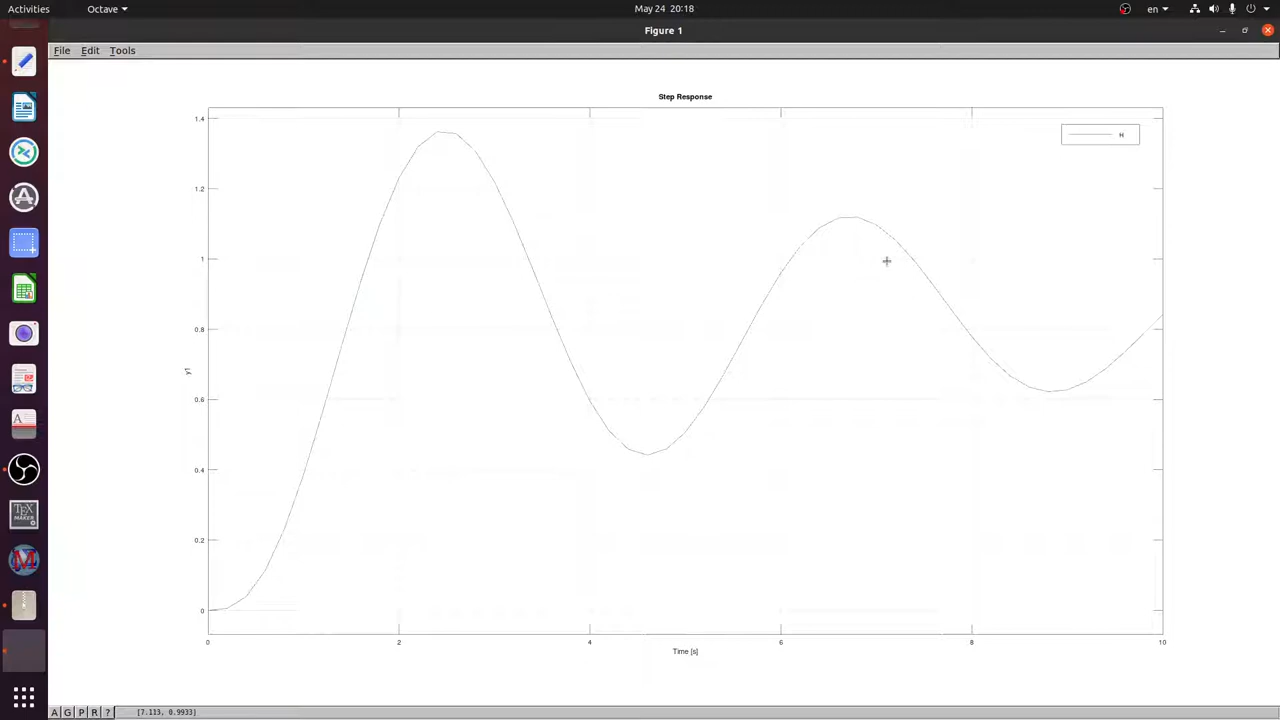 Activities Octave May 24 20:18 en
Figure 1
File Edit Tools
Step Response
1.4
H
1.2
1
0.8
y1
0.6
0.4
0.2
0
0 2 4 6 8 10
Time [s]
A G P R ? [7.113, 0.9933]
TEX
MAKER